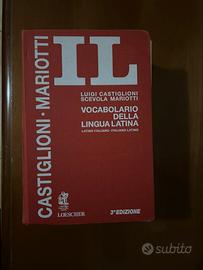 CASTIGLIONI · MARIOTTI
IL
LUIGI CASTIGLIONI
SCEVOLA MARIOTTI
VOCABOLARIO
DELLA
LINGUA LATINA
LATINO ITALIANO · ITALIANO LATINO
LOESCHER
3ª EDIZIONE
subito